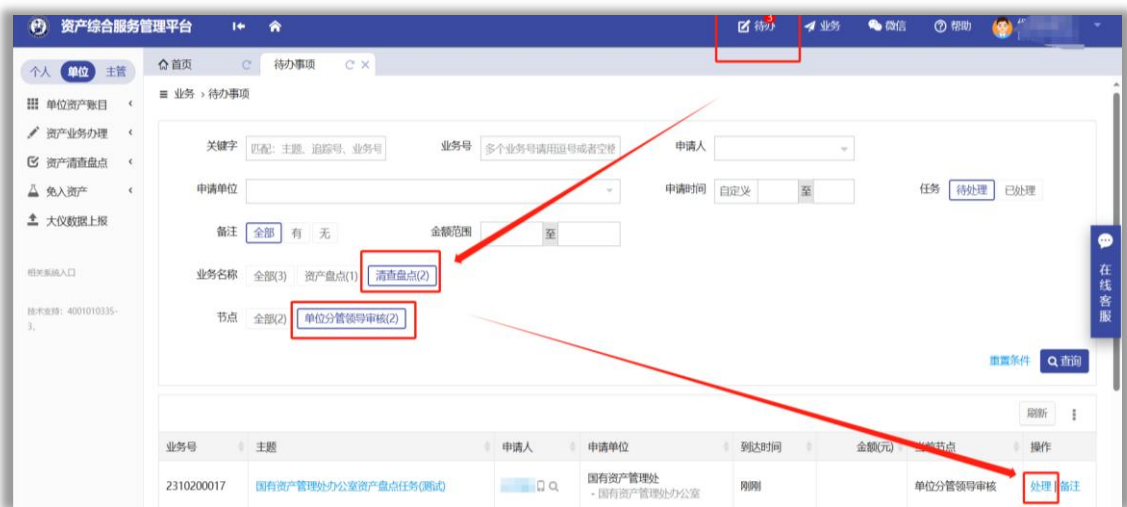 资产综合服务管理平台 待办 3 业务 微信 帮助
个人 单位 主管 首页 待办事项
单位资产账目 业务 › 待办事项
资产业务办理 关键字 匹配：主题、追踪号、业务号 业务号 多个业务号请用逗号或者空格 申请人
资产清查盘点
免入资产 申请单位 申请时间 自定义 至 任务 待处理 已处理
大仪数据上报 备注 全部 有 无 金额范围 至
相关系统入口 业务名称 全部(3) 资产盘点(1) 清查盘点(2)
技术支持：4001010335-
3。 节点 全部(2) 单位分管领导审核(2)
在线客服
重置条件 查询
刷新
业务号 主题 申请人 申请单位 到达时间 金额(元) 当前节点 操作
2310200017 国有资产管理处办公室资产盘点任务(测试) 国有资产管理处 刚刚 单位分管领导审核 处理 | 备注
- 国有资产管理处办公室